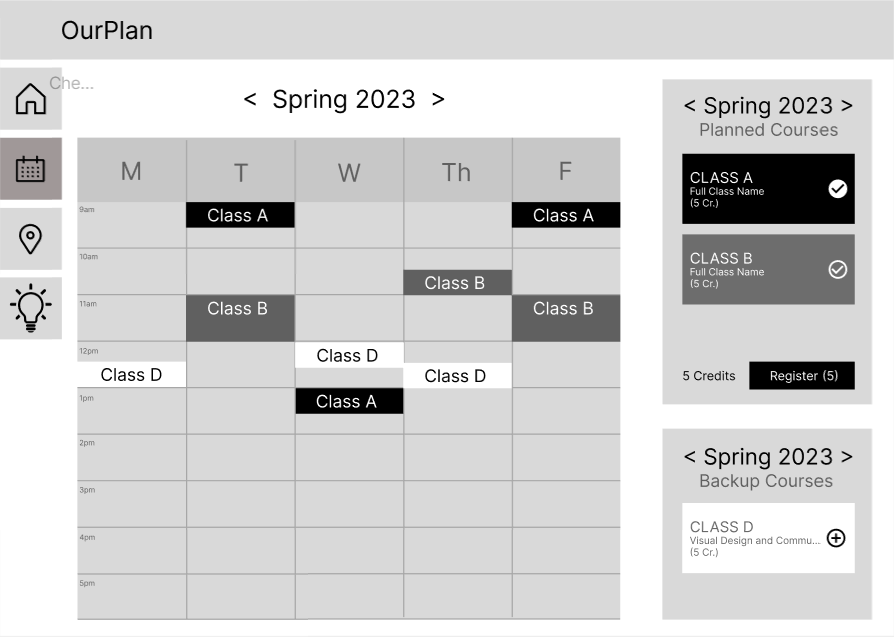 OurPlan
Che...
< Spring 2023 >
M T W Th F
9am
Class A Class A
10am
Class B
11am
Class B Class B
12pm
Class D
Class D Class D
1pm
Class A
2pm
3pm
4pm
5pm
< Spring 2023 >
Planned Courses
CLASS A
Full Class Name
(5 Cr.)
CLASS B
Full Class Name
(5 Cr.)
5 Credits Register (5)
< Spring 2023 >
Backup Courses
CLASS D
Visual Design and Commu...
(5 Cr.)